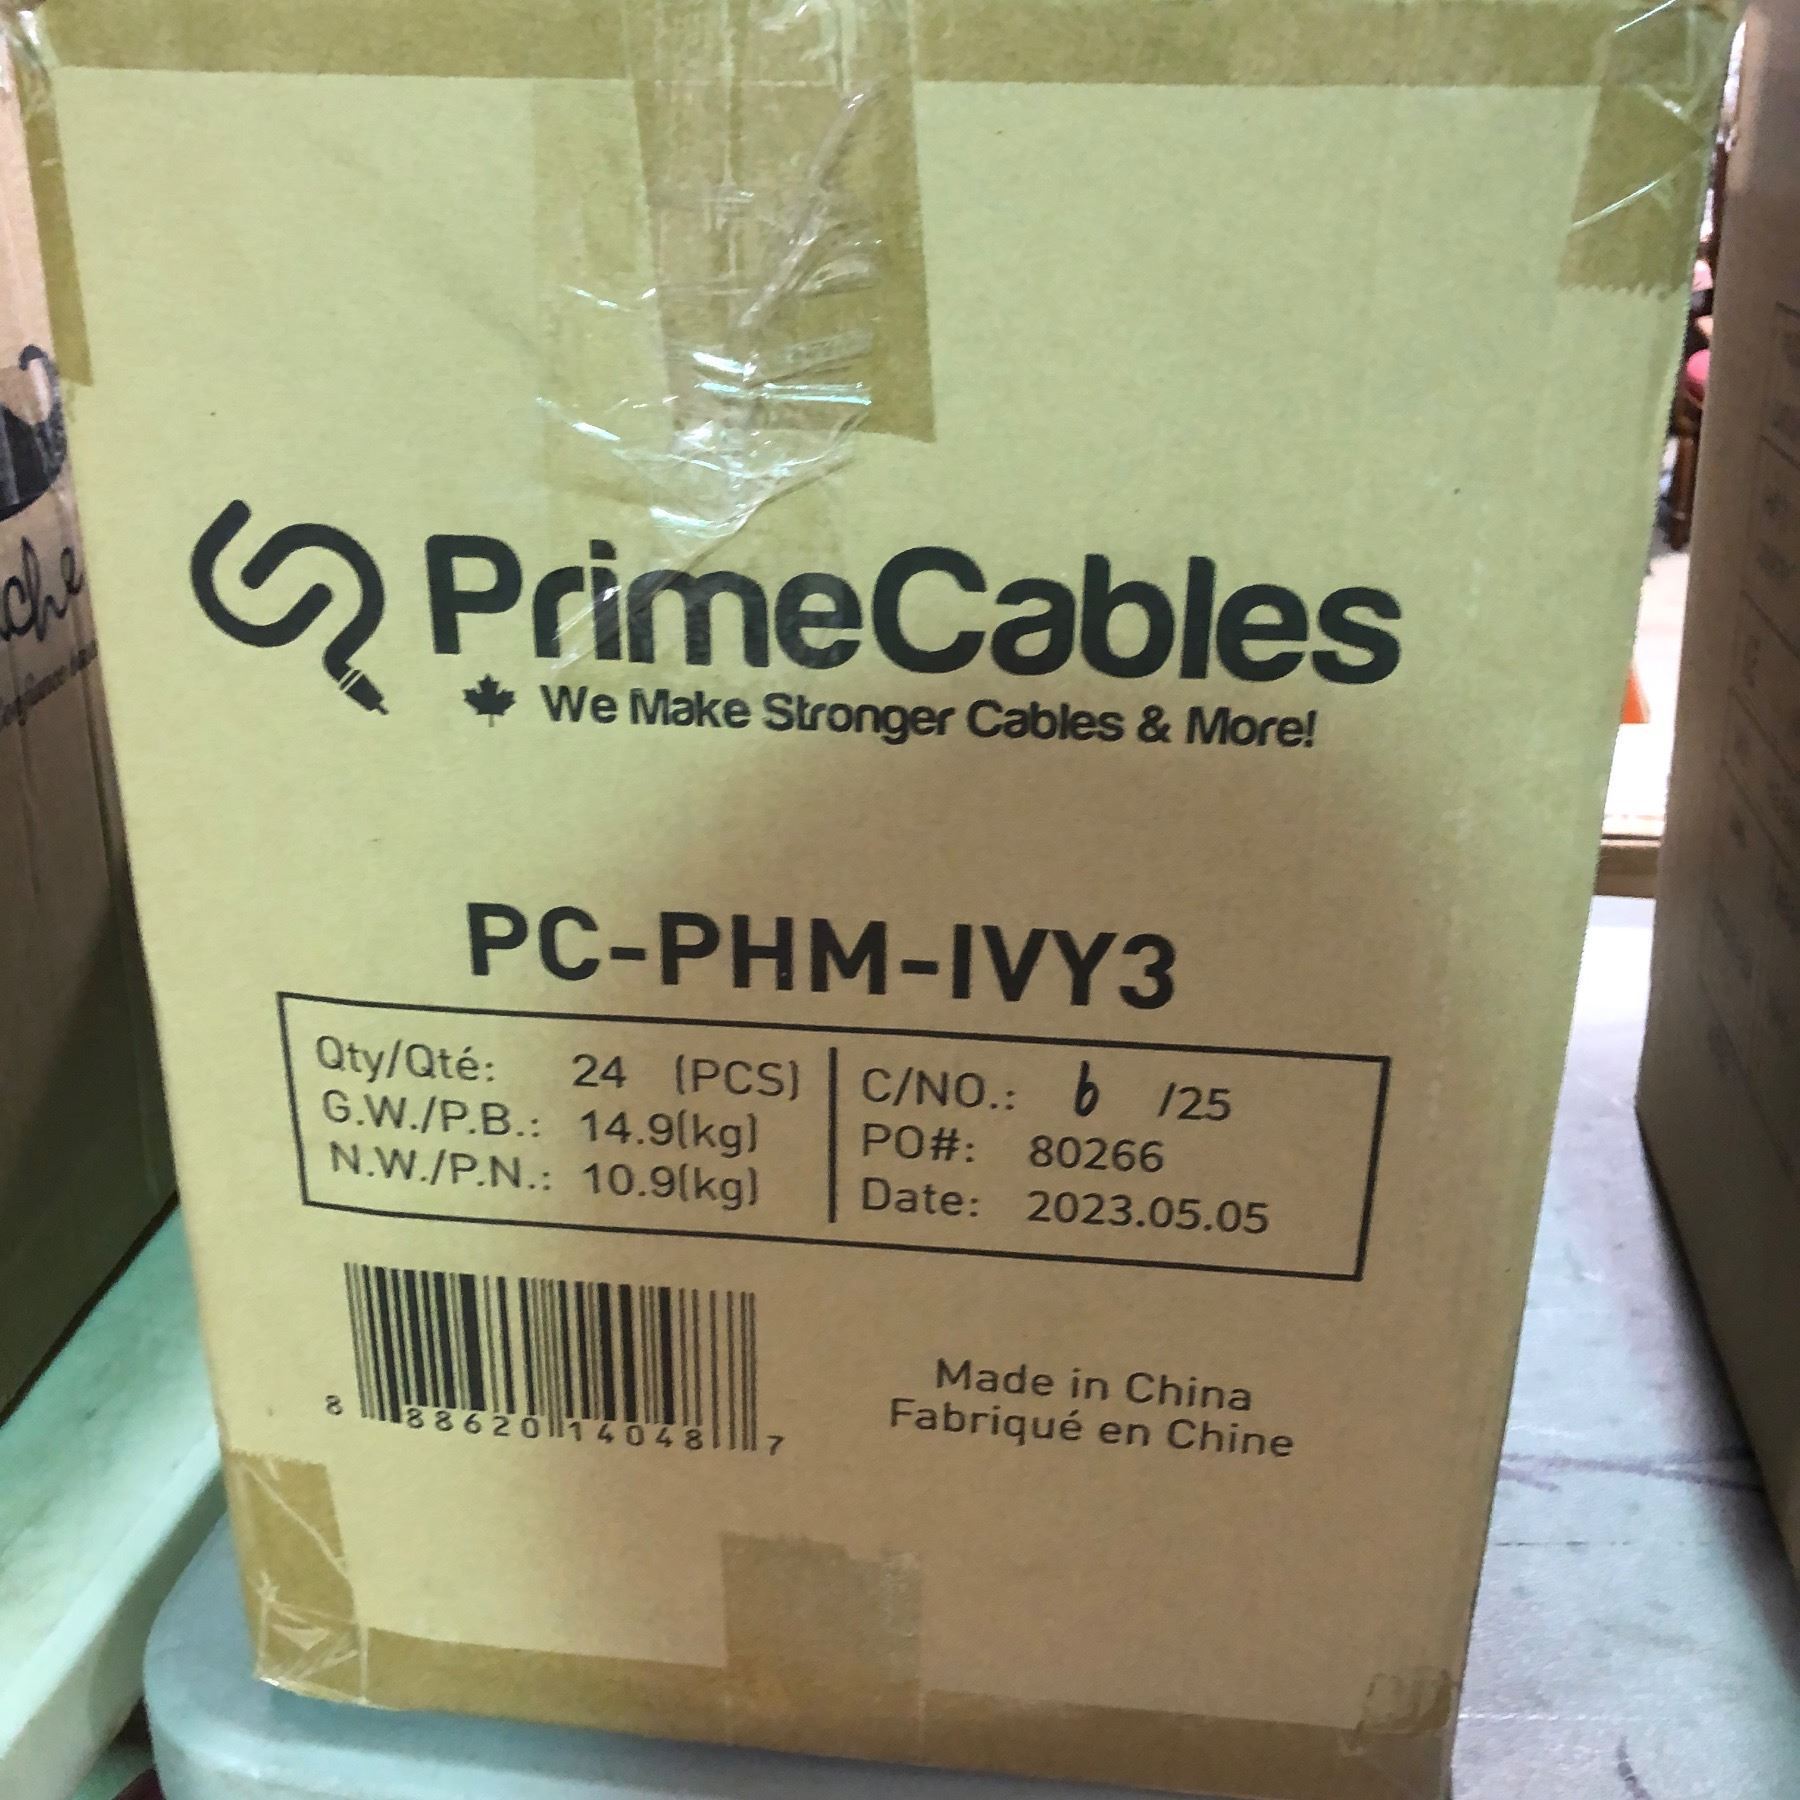 PrimeCables
We Make Stronger Cables & More!
PC-PHM-IVY3
Qty/Qté: 24 (PCS)
G.W./P.B.: 14.9(kg)
N.W./P.N.: 10.9(kg)
C/NO.: 6 /25
PO#: 80266
Date: 2023.05.05
8 88620 14048 7
Made in China
Fabriqué en Chine
che